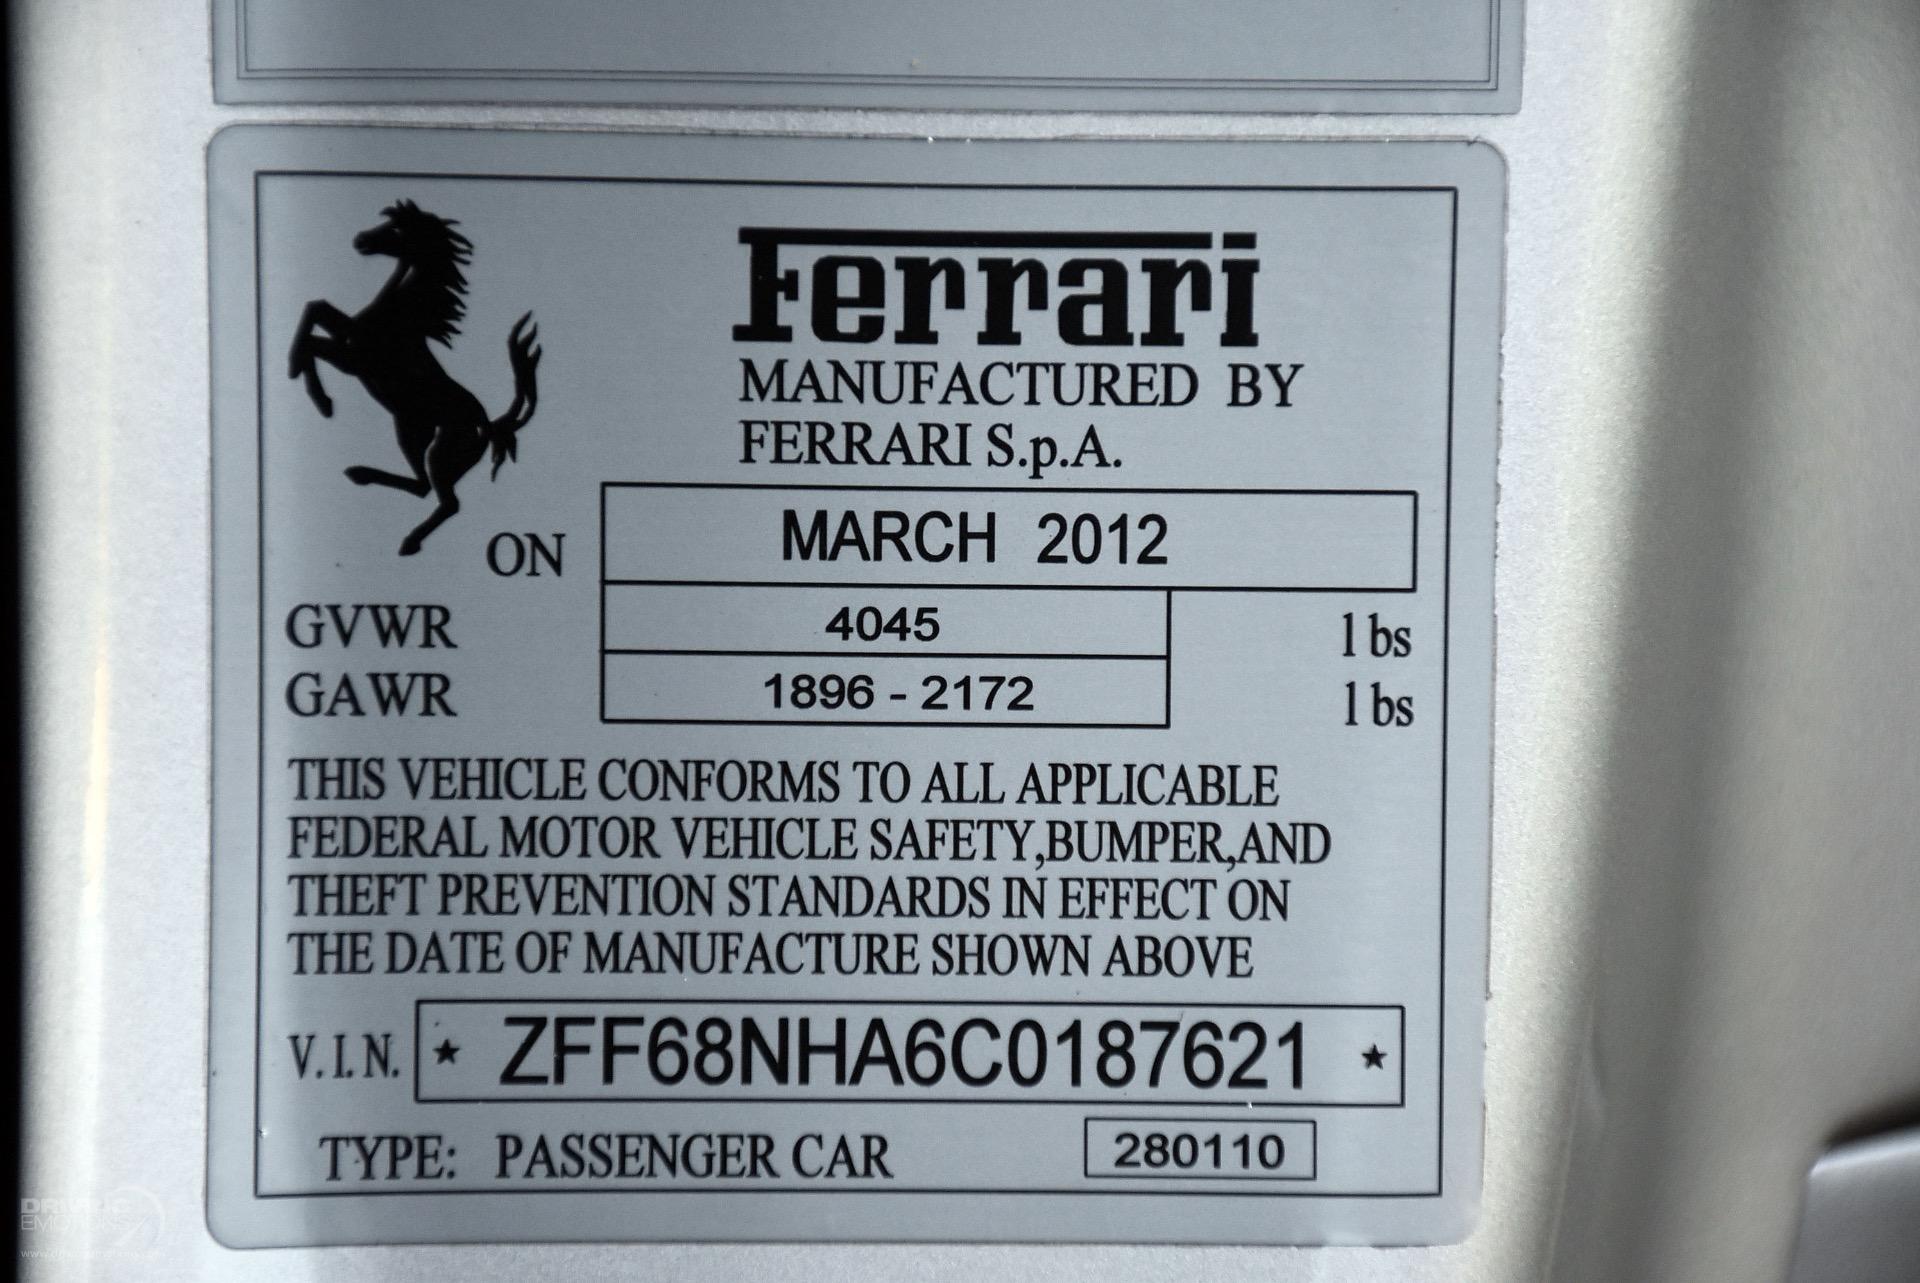 Ferrari
MANUFACTURED BY
FERRARI S.p.A.
ON MARCH 2012
GVWR 4045 lbs
GAWR 1896 - 2172 lbs
THIS VEHICLE CONFORMS TO ALL APPLICABLE
FEDERAL MOTOR VEHICLE SAFETY,BUMPER,AND
THEFT PREVENTION STANDARDS IN EFFECT ON
THE DATE OF MANUFACTURE SHOWN ABOVE
V.I.N. ★ ZFF68NHA6C0187621 ★
TYPE: PASSENGER CAR 280110
EMOTIONS